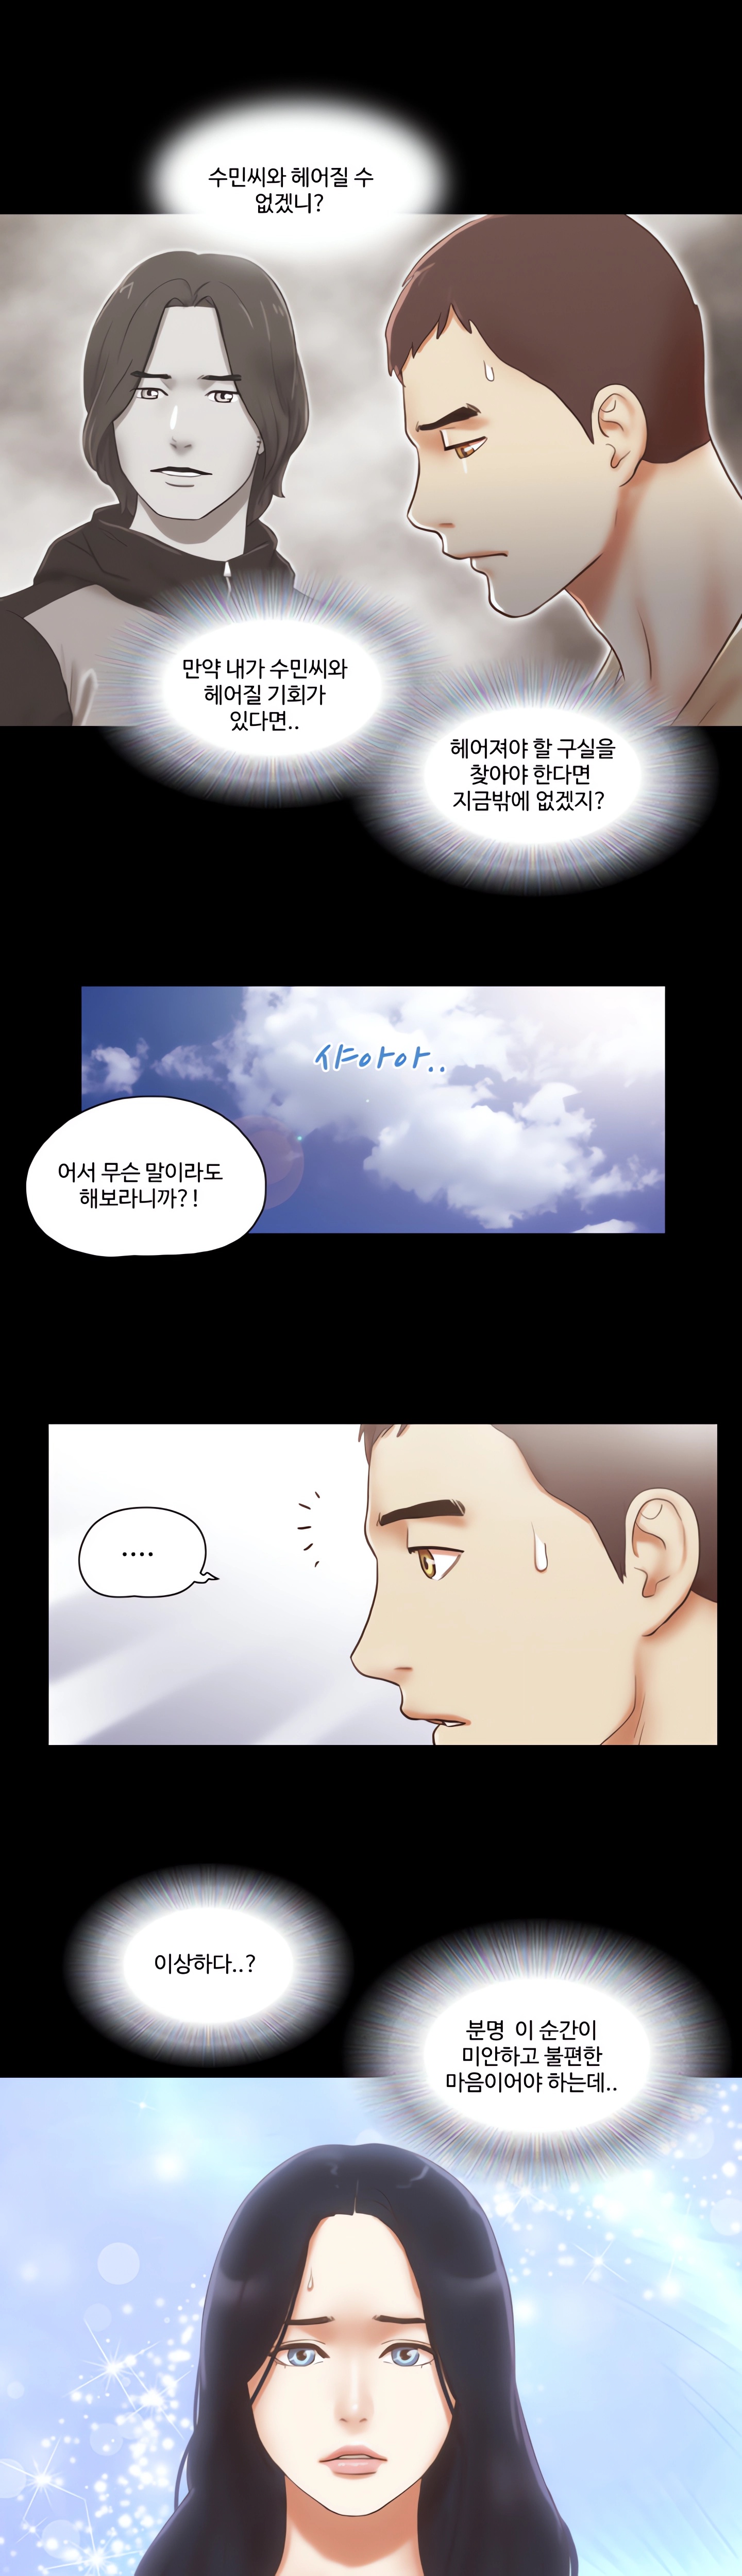 수민씨와 헤어질 수
없겠니?
만약 내가 수민씨와
헤어질 기회가
있다면..
헤어져야 할 구실을
찾아야 한다면
지금밖에 없겠지?
샤아아..
어서 무슨 말이라도
해보라니까?!
....
이상하다..?
분명 이 순간이
미안하고 불편한
마음이어야 하는데..